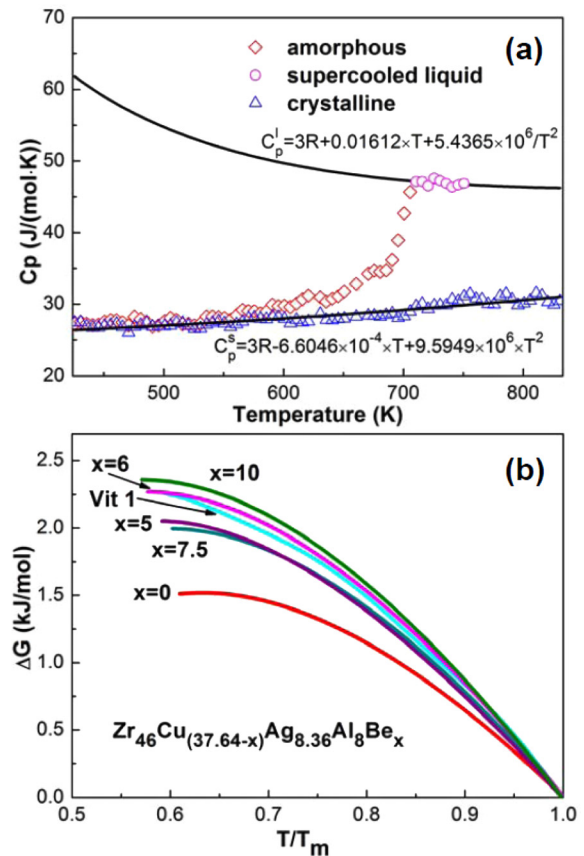 (a)
amorphous
supercooled liquid
crystalline
C_p^l=3R+0.01612×T+5.4365×10^6/T^2
C_p^s=3R-6.6046×10^-4×T+9.5949×10^6×T^2
Cp (J/(mol·K)
70
60
50
40
30
20
500
600
700
800
Temperature (K)
(b)
x=6
x=10
Vit 1
x=5
x=7.5
x=0
Zr46Cu(37.64-x)Ag8.36Al8Bex
ΔG (kJ/mol)
2.5
2.0
1.5
1.0
0.5
0.0
0.5
0.6
0.7
0.8
0.9
1.0
T/Tm